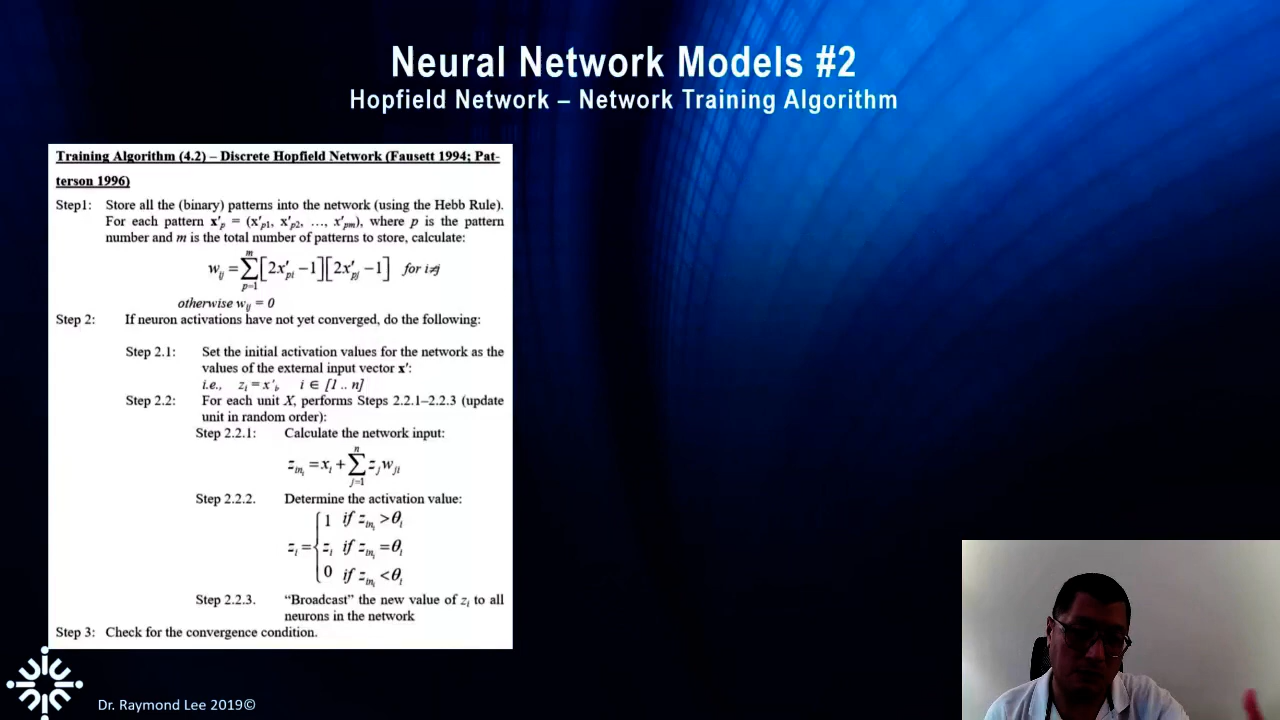 Neural Network Models #2
Hopfield Network – Network Training Algorithm
Training Algorithm (4.2) – Discrete Hopfield Network (Fausett 1994; Pat-
terson 1996)
Step1: Store all the (binary) patterns into the network (using the Hebb Rule).
For each pattern x'p = (x'p1, x'p2, …, x'pm), where p is the pattern
number and m is the total number of patterns to store, calculate:
wij = ∑p=1^m [2x'pi −1][2x'pj −1] for i≠j
otherwise wij = 0
Step 2: If neuron activations have not yet converged, do the following:
Step 2.1: Set the initial activation values for the network as the
values of the external input vector x':
i.e., zi = x'i, i ∈ [1 .. n]
Step 2.2: For each unit X, performs Steps 2.2.1–2.2.3 (update
unit in random order):
Step 2.2.1: Calculate the network input:
zini = xi + ∑j=1^n zjwji
Step 2.2.2. Determine the activation value:
1 if zini >θi
zi = { zi if zini =θi
0 if zini <θi
Step 2.2.3. “Broadcast” the new value of zi to all
neurons in the network
Step 3: Check for the convergence condition.
Dr. Raymond Lee 2019©